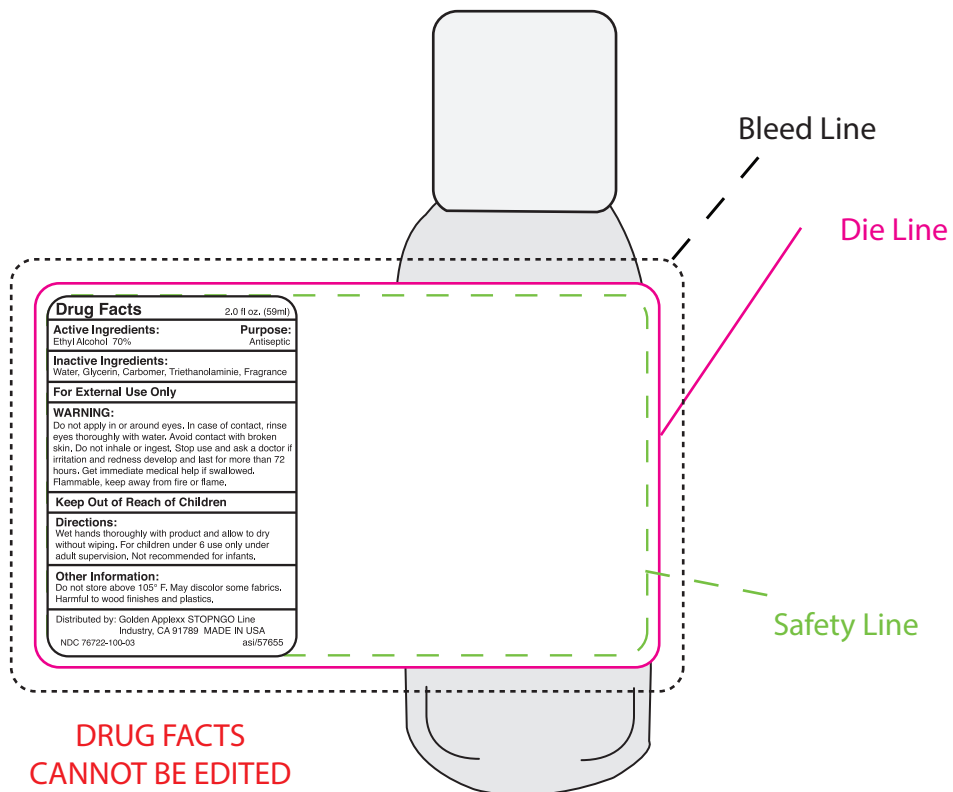 Bleed Line
Die Line
Drug Facts 2.0 fl oz. (59ml)
Active Ingredients: Purpose:
Ethyl Alcohol 70% Antiseptic
Inactive Ingredients:
Water, Glycerin, Carbomer, Triethanolaminie, Fragrance
For External Use Only
WARNING:
Do not apply in or around eyes. In case of contact, rinse
eyes thoroughly with water. Avoid contact with broken
skin. Do not inhale or ingest. Stop use and ask a doctor if
irritation and redness develop and last for more than 72
hours. Get immediate medical help if swallowed.
Flammable, keep away from fire or flame.
Keep Out of Reach of Children
Directions:
Wet hands thoroughly with product and allow to dry
without wiping. For children under 6 use only under
adult supervision. Not recommended for infants.
Other Information:
Do not store above 105° F. May discolor some fabrics.
Harmful to wood finishes and plastics.
Distributed by: Golden Applexx STOPNGO Line
Industry, CA 91789 MADE IN USA
NDC 76722-100-03 asi/57655
Safety Line
DRUG FACTS
CANNOT BE EDITED